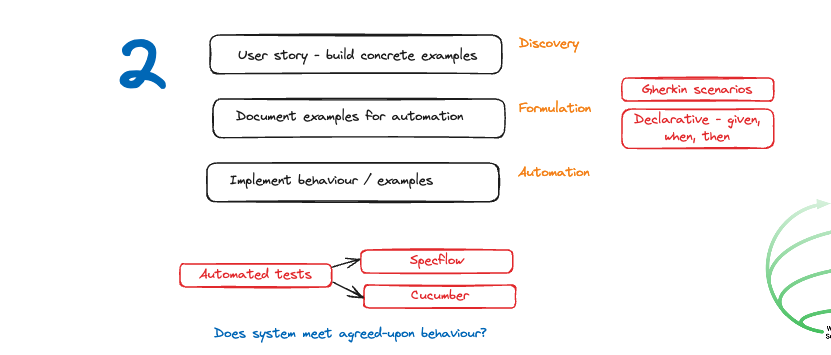 2
User story - build concrete examples
Discovery
Document examples for automation
Formulation
Gherkin scenarios
Declarative - given,
when, then
Implement behaviour / examples
Automation
Automated tests
Specflow
Cucumber
Does system meet agreed-upon behaviour?